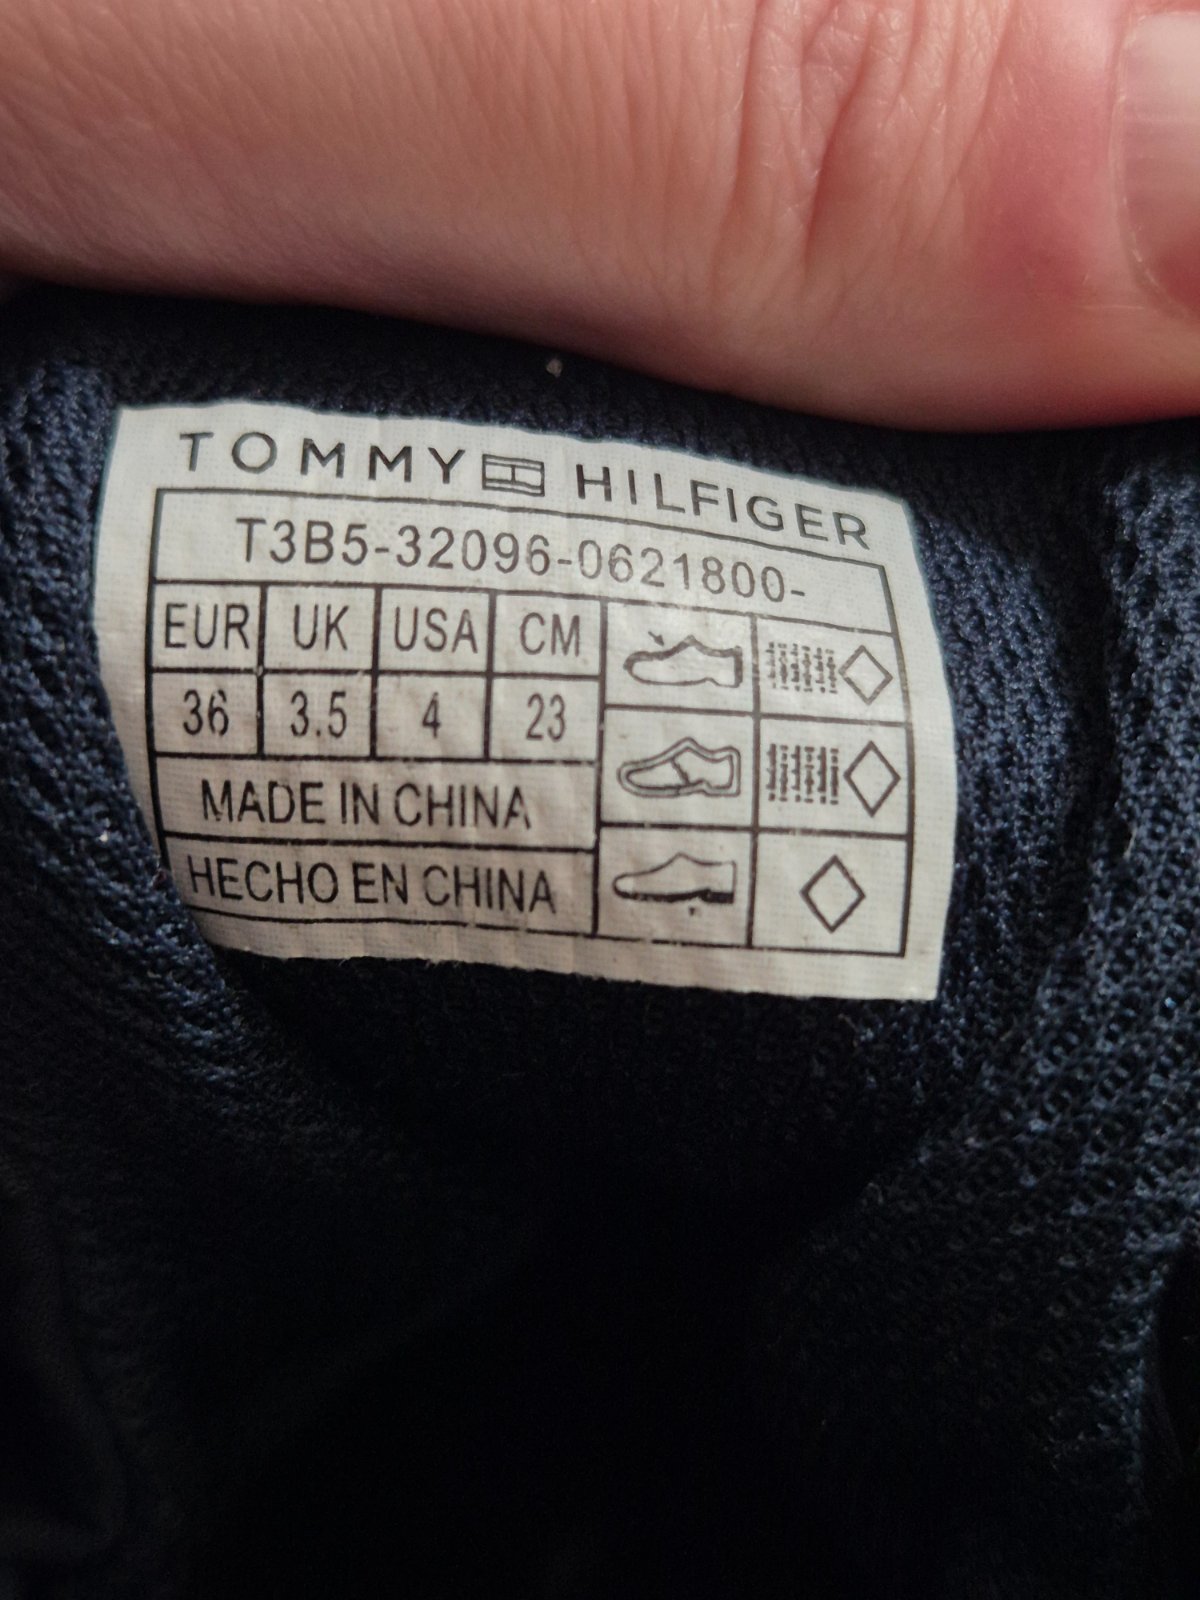 TOMMY HILFIGER
T3B5-32096-0621800-
EUR UK USA CM
36 3.5 4 23
MADE IN CHINA
HECHO EN CHINA